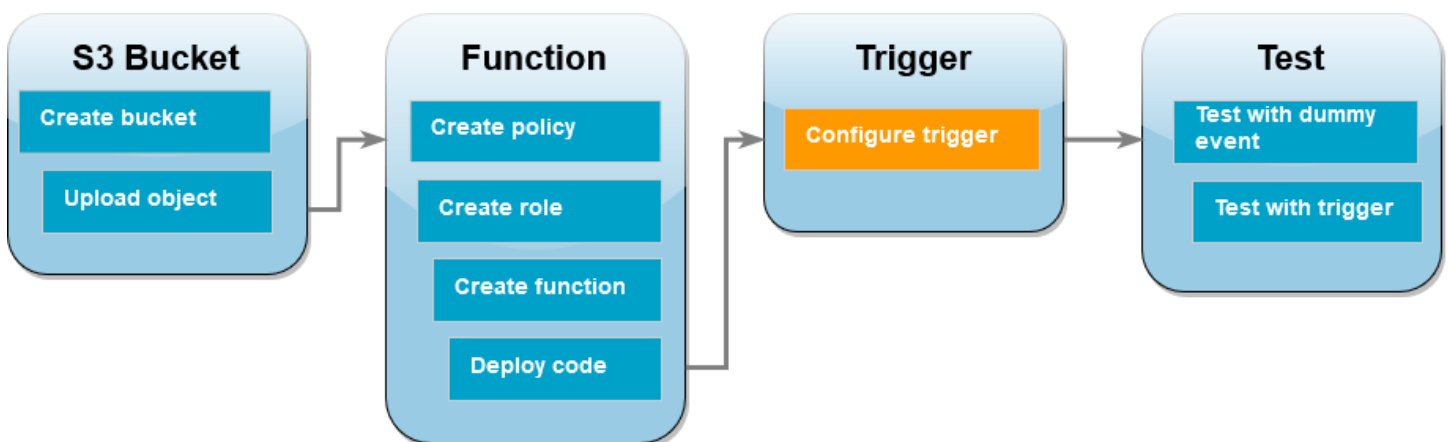 S3 Bucket
Create bucket
Upload object
Function
Create policy
Create role
Create function
Deploy code
Trigger
Configure trigger
Test
Test with dummy
event
Test with trigger